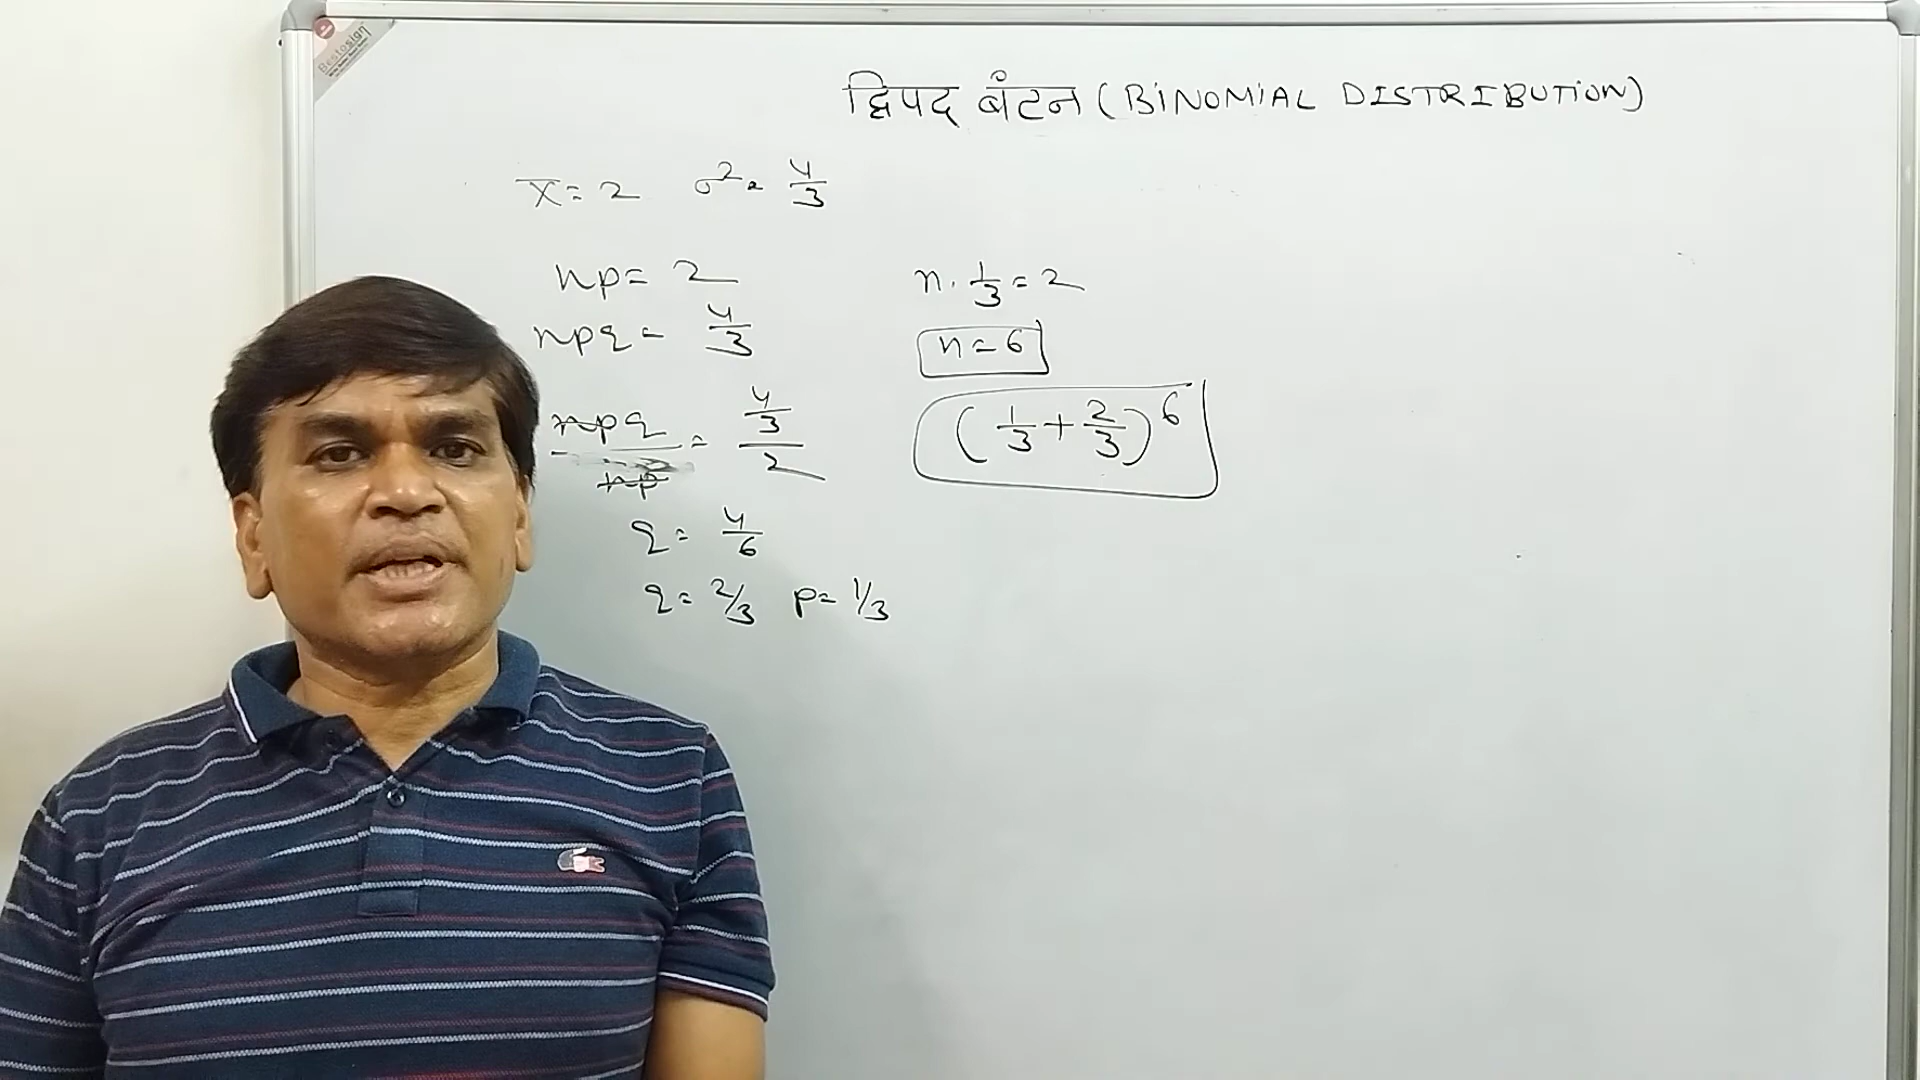 Bestosign
द्विपद बंटन (BINOMIAL DISTRIBUTION)
x̄ = 2 σ² = 4/3
np = 2
npq = 4/3
npq/np = (4/3)/2
q = 4/6
q = 2/3 p = 1/3
n · 1/3 = 2
n = 6
(1/3 + 2/3)⁶